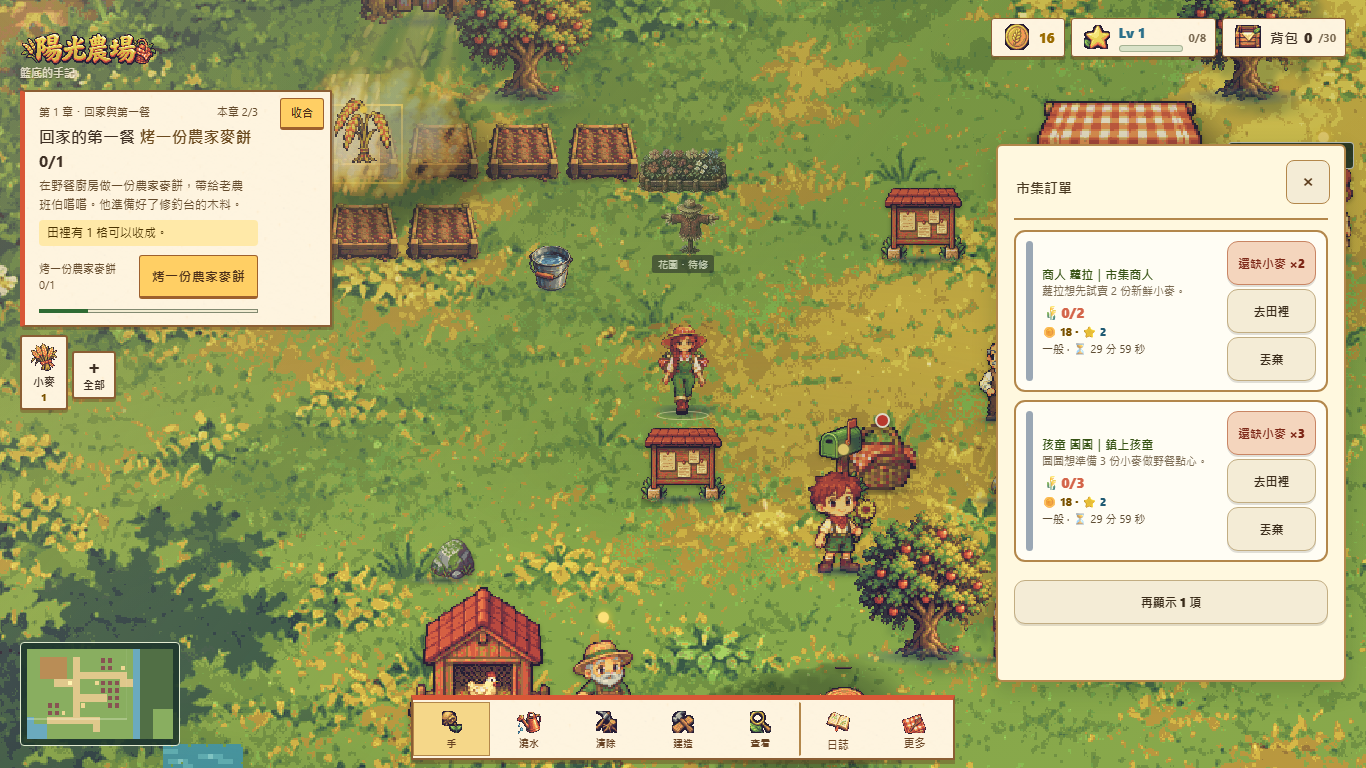 陽光農場
籃底的手記
第 1 章 · 回家與第一餐
本章 2/3
收合
回家的第一餐 烤一份農家麥餅
0/1
在野餐廚房做一份農家麥餅，帶給老農
班伯嚐嚐。他準備好了修釣台的木料。
田裡有 1 格可以收成。
烤一份農家麥餅
0/1
烤一份農家麥餅
小麥
1
+
全部
16
Lv 1
0/8
背包 0 /30
花圃 · 待修
市集訂單
×
商人 蘿拉｜市集商人
蘿拉想先試賣 2 份新鮮小麥。
0/2
18 · 2
一般 · 29 分 59 秒
還缺小麥 ×2
去田裡
丟棄
孩童 圓圓｜鎮上孩童
圓圓想準備 3 份小麥做野餐點心。
0/3
18 · 2
一般 · 29 分 59 秒
還缺小麥 ×3
去田裡
丟棄
再顯示 1 項
手
澆水
清除
建造
查看
日誌
更多